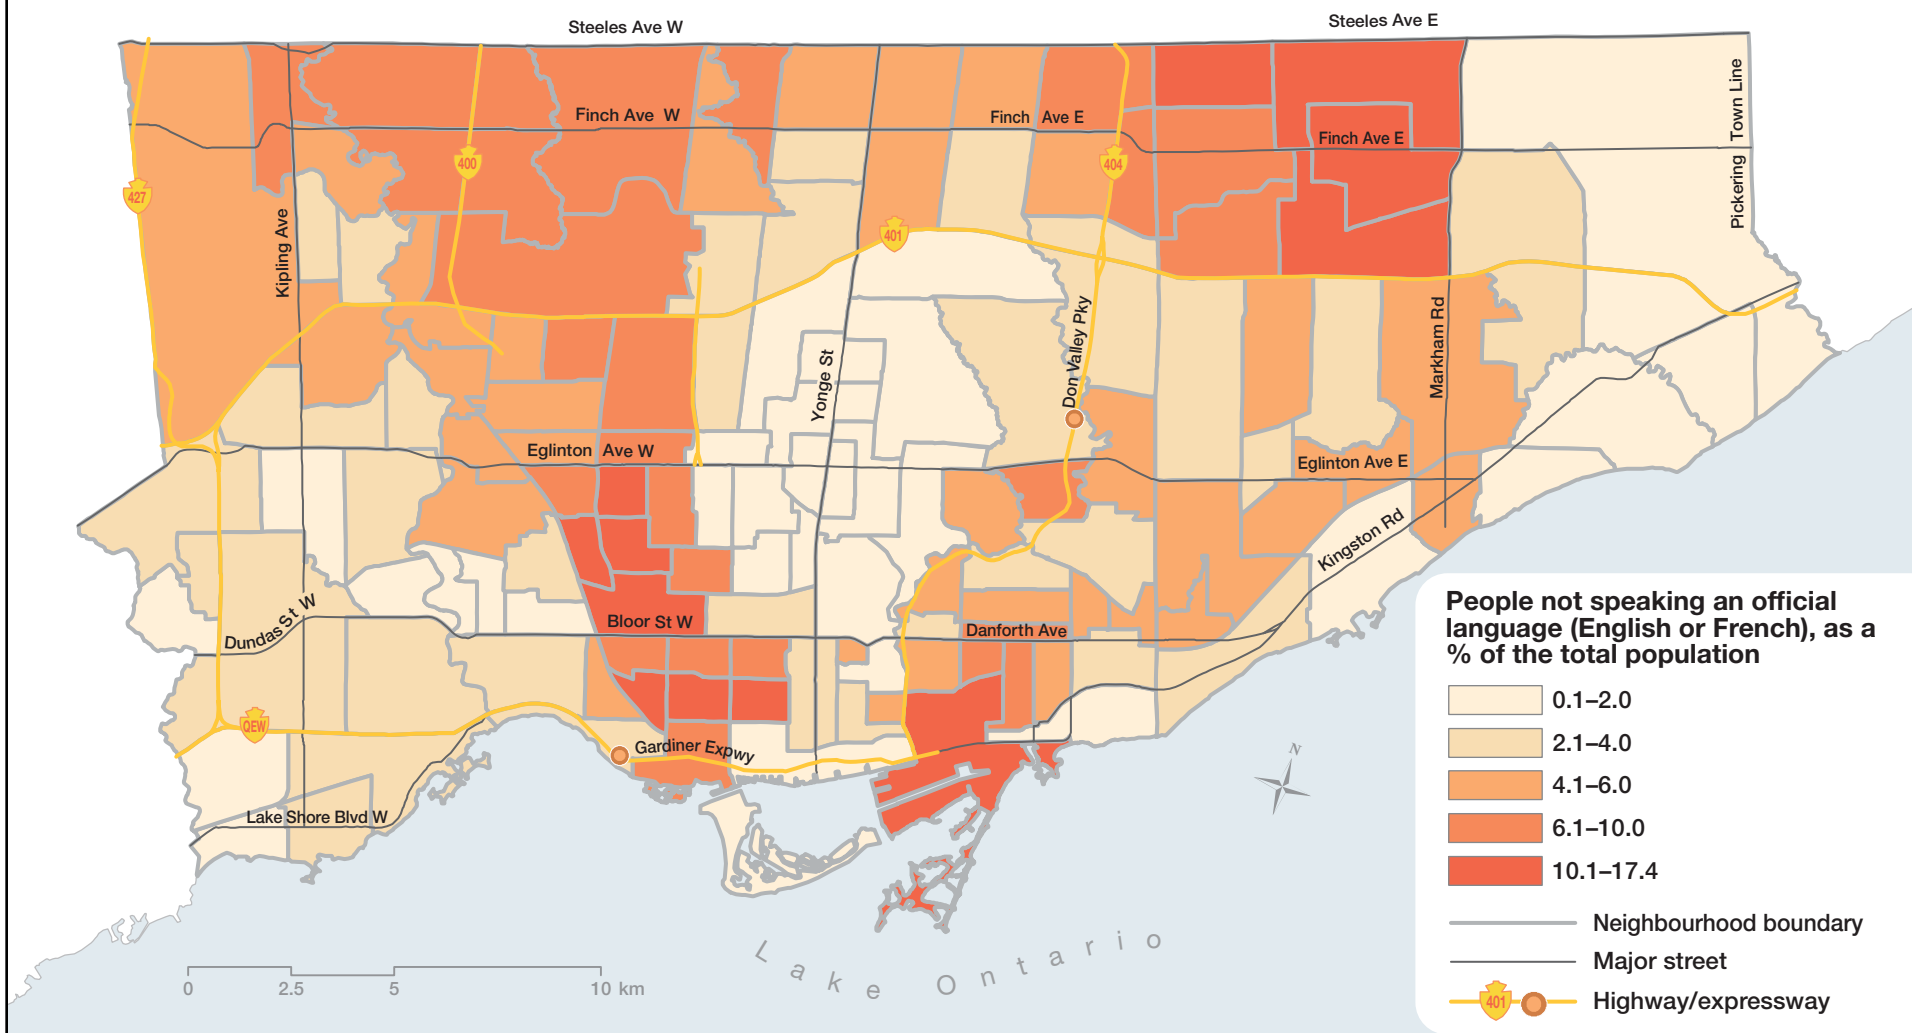 Steeles Ave W
Steeles Ave E
Finch Ave W
Finch Ave E
Finch Ave E
Pickering Town Line
427
400
404
401
Kipling Ave
Don Valley Pky
Markham Rd
Yonge St
Eglinton Ave W
Eglinton Ave E
Kingston Rd
Dundas St W
Bloor St W
Danforth Ave
QEW
Gardiner Expwy
Lake Shore Blvd W
N
Lake Ontario
0 2.5 5 10 km
People not speaking an official
language (English or French), as a
% of the total population
0.1–2.0
2.1–4.0
4.1–6.0
6.1–10.0
10.1–17.4
Neighbourhood boundary
Major street
401 Highway/expressway